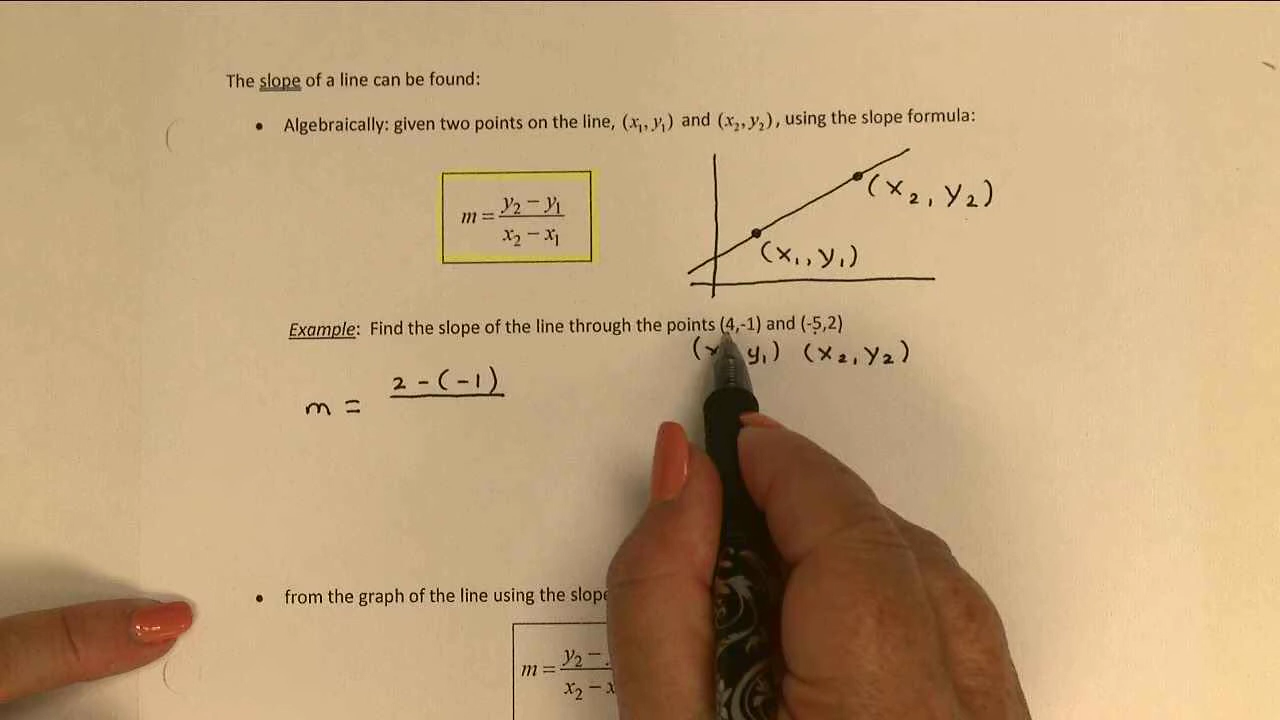 The slope of a line can be found:
• Algebraically: given two points on the line, (x₁, y₁) and (x₂, y₂), using the slope formula:
m = (y₂ − y₁) / (x₂ − x₁)
(x₂, y₂)
(x₁, y₁)
Example: Find the slope of the line through the points (4,-1) and (-5,2)
(x y₁) (x₂, y₂)
2 - (-1)
m =
• from the graph of the line using the slope
m = y₂ −
x₂ − x